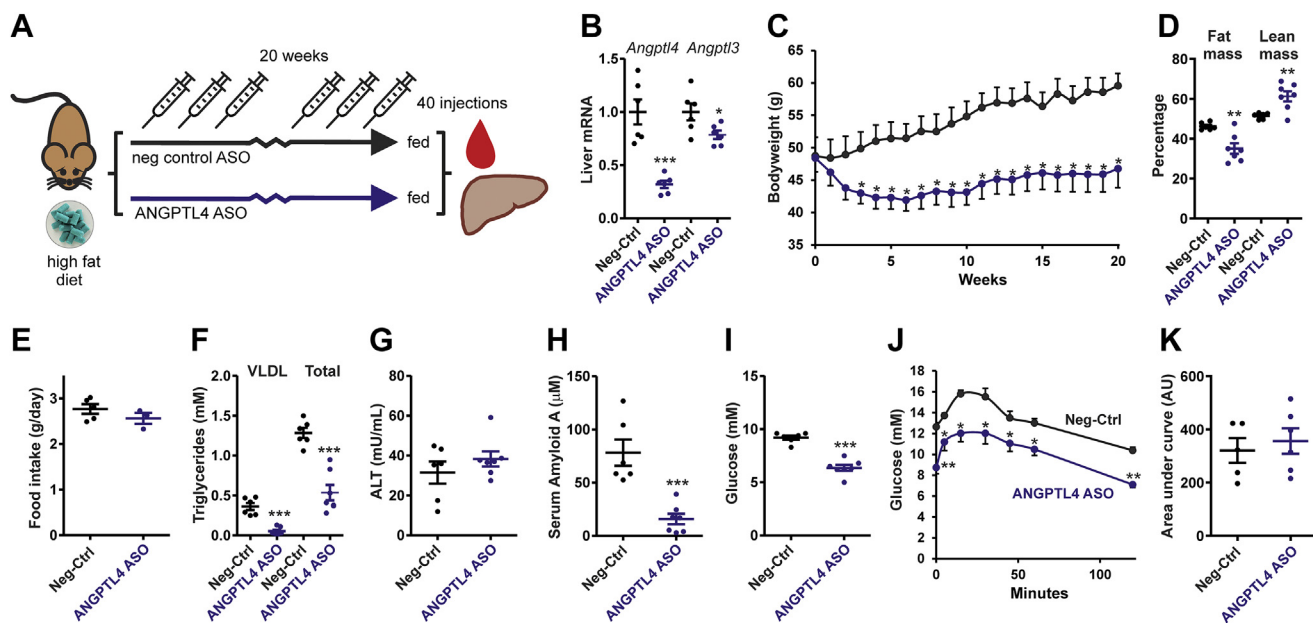 A
20 weeks
40 injections
neg control ASO
fed
ANGPTL4 ASO
fed
high fat
diet
B
Angptl4 Angptl3
Liver mRNA
1.5
1.0
0.5
0.0
***
*
Neg-Ctrl
ANGPTL4 ASO
Neg-Ctrl
ANGPTL4 ASO
C
Bodyweight (g)
65
60
55
50
45
40
35
* * * * * * * * * * * * * * * * * *
0 5 10 15 20
Weeks
D
Fat Lean
mass mass
Percentage
80
60
40
20
0
**
**
Neg-Ctrl
ANGPTL4 ASO
Neg-Ctrl
ANGPTL4 ASO
E
Food intake (g/day)
3
2
1
0
Neg-Ctrl
ANGPTL4 ASO
F
VLDL Total
Triglycerides (mM)
2.0
1.5
1.0
0.5
0.0
***
***
Neg-Ctrl
ANGPTL4 ASO
Neg-Ctrl
ANGPTL4 ASO
G
ALT (mU/mL)
80
60
40
20
0
Neg-Ctrl
ANGPTL4 ASO
H
Serum Amyloid A (μM)
150
100
50
0
***
Neg-Ctrl
ANGPTL4 ASO
I
Glucose (mM)
15
10
5
0
***
Neg-Ctrl
ANGPTL4 ASO
J
Glucose (mM)
18
16
14
12
10
8
6
4
Neg-Ctrl
* * * * *
**
**
ANGPTL4 ASO
0 50 100
Minutes
K
Area under curve (AU)
600
400
200
0
Neg-Ctrl
ANGPTL4 ASO